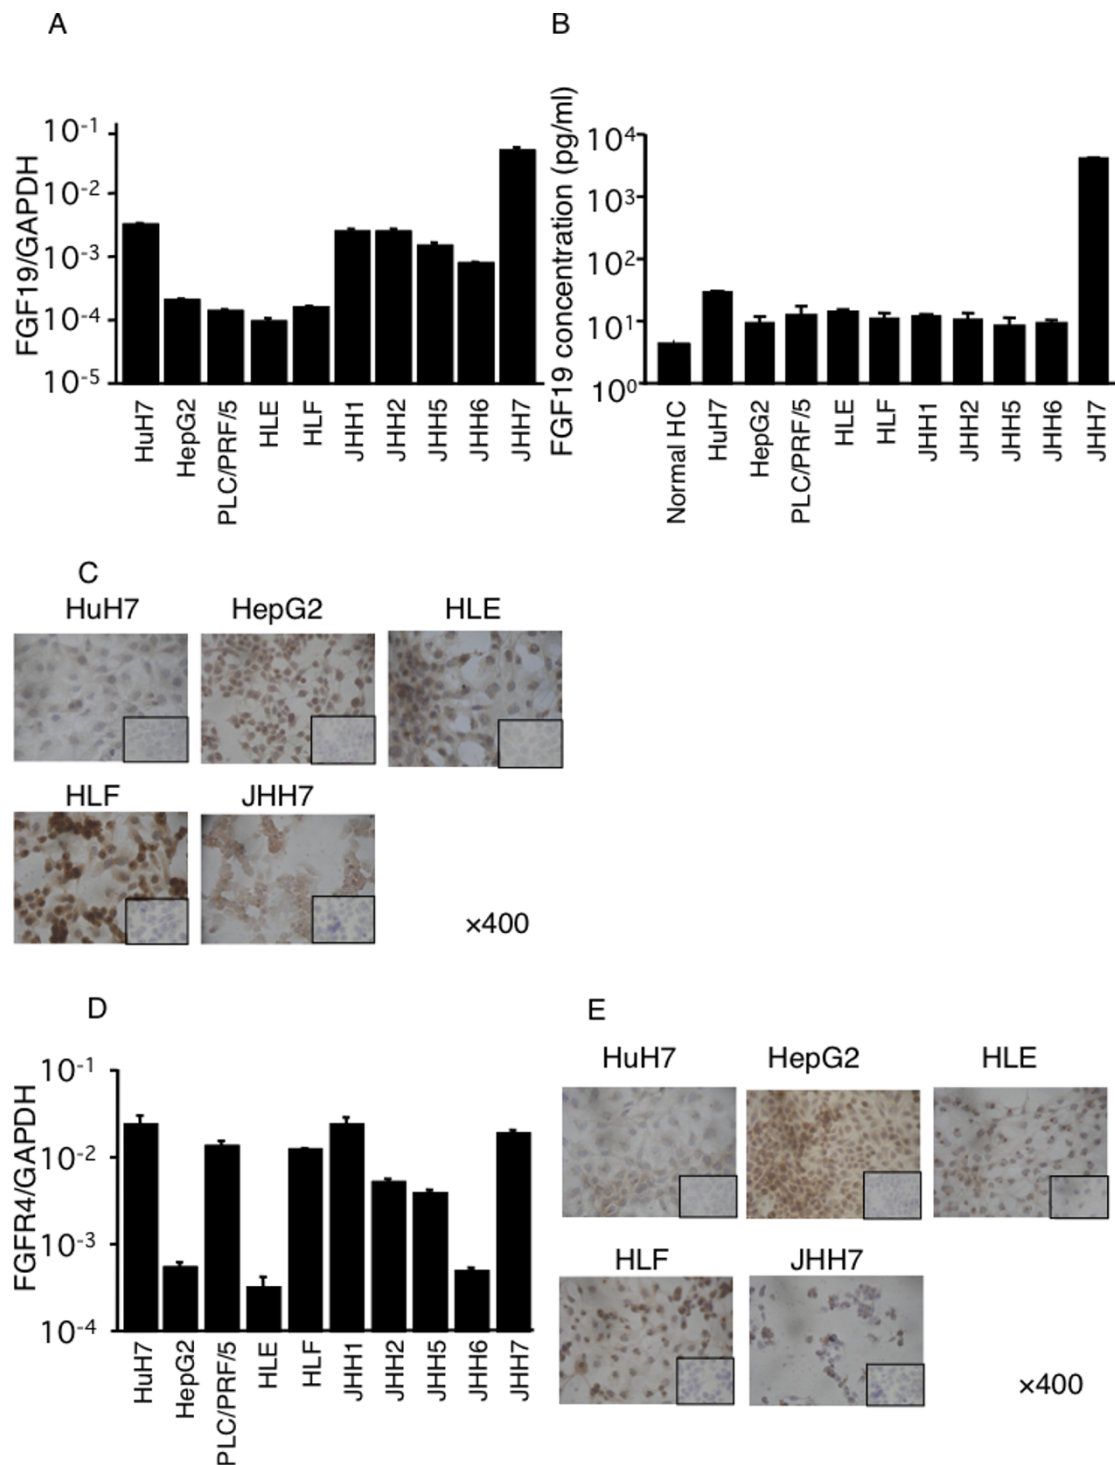 A
FGF19/GAPDH
10-1
10-2
10-3
10-4
10-5
HuH7
HepG2
PLC/PRF/5
HLE
HLF
JHH1
JHH2
JHH5
JHH6
JHH7
B
FGF19 concentration (pg/ml)
104
103
102
101
100
Normal HC
HuH7
HepG2
PLC/PRF/5
HLE
HLF
JHH1
JHH2
JHH5
JHH6
JHH7
C
HuH7 HepG2 HLE
HLF JHH7
×400
D
FGFR4/GAPDH
10-1
10-2
10-3
10-4
HuH7
HepG2
PLC/PRF/5
HLE
HLF
JHH1
JHH2
JHH5
JHH6
JHH7
E
HuH7 HepG2 HLE
HLF JHH7
×400